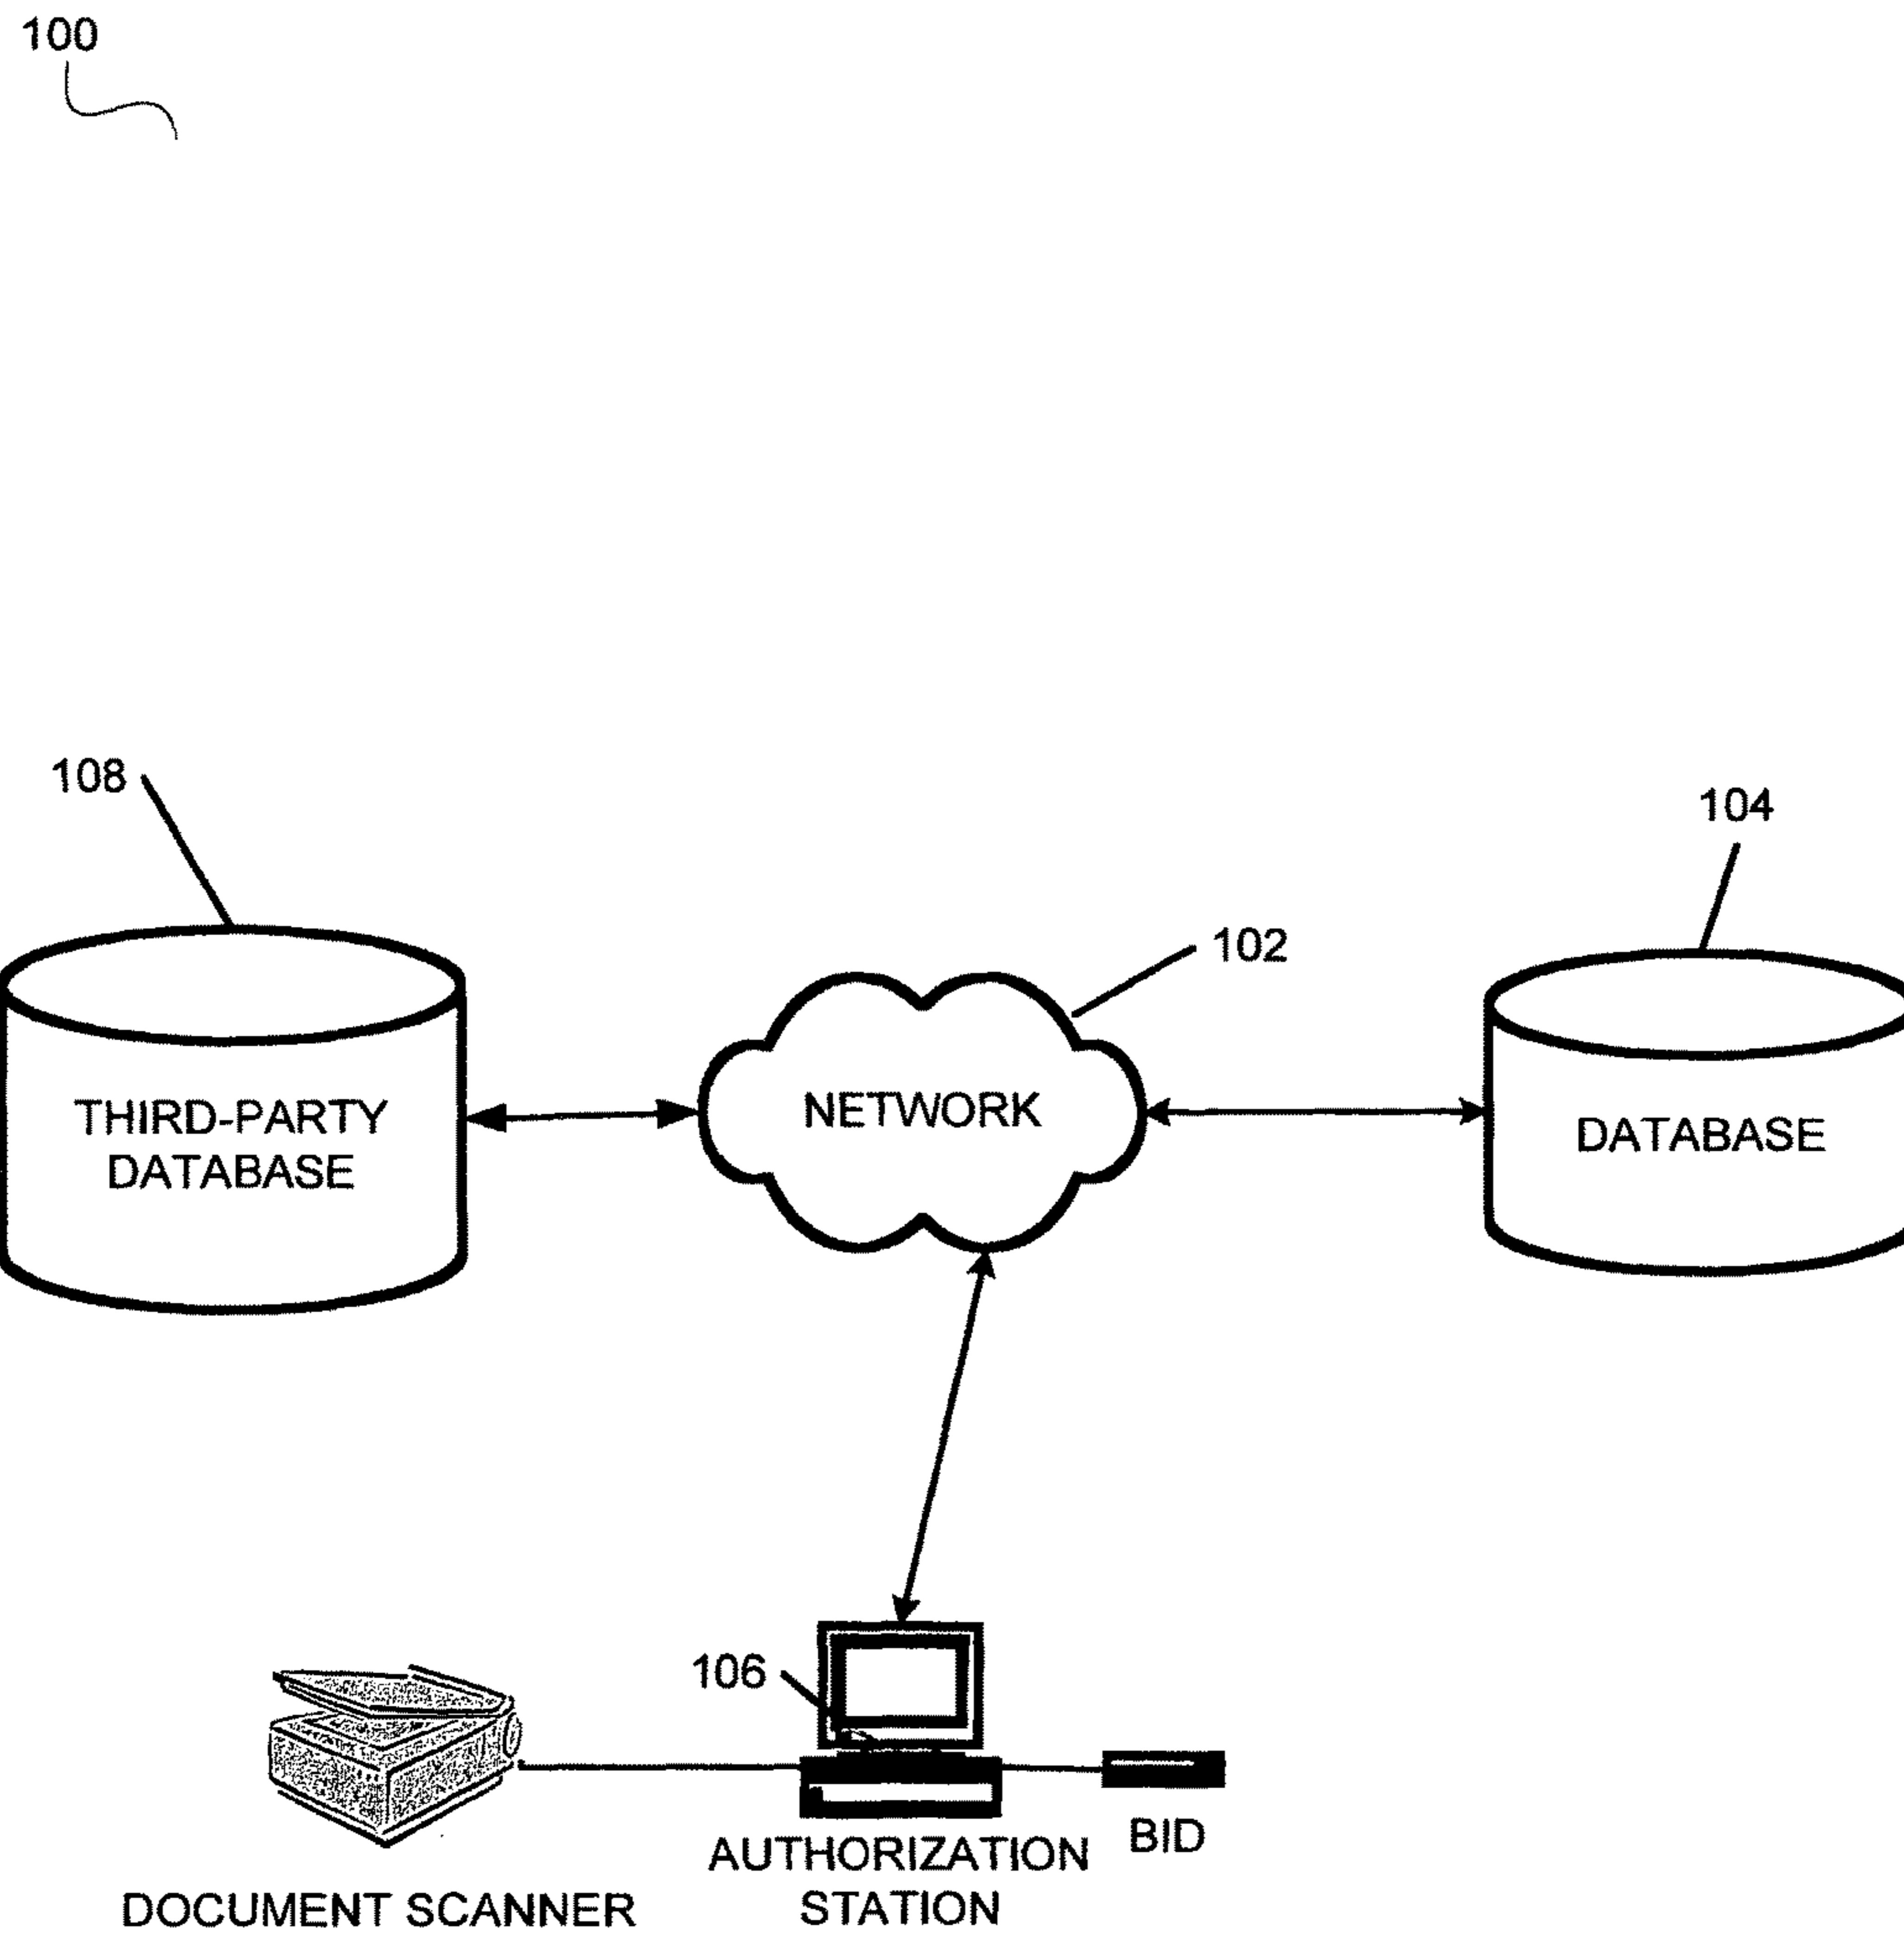 100
108
104
102
THIRD-PARTY
DATABASE
NETWORK
DATABASE
106
AUTHORIZATION
STATION
BID
DOCUMENT SCANNER